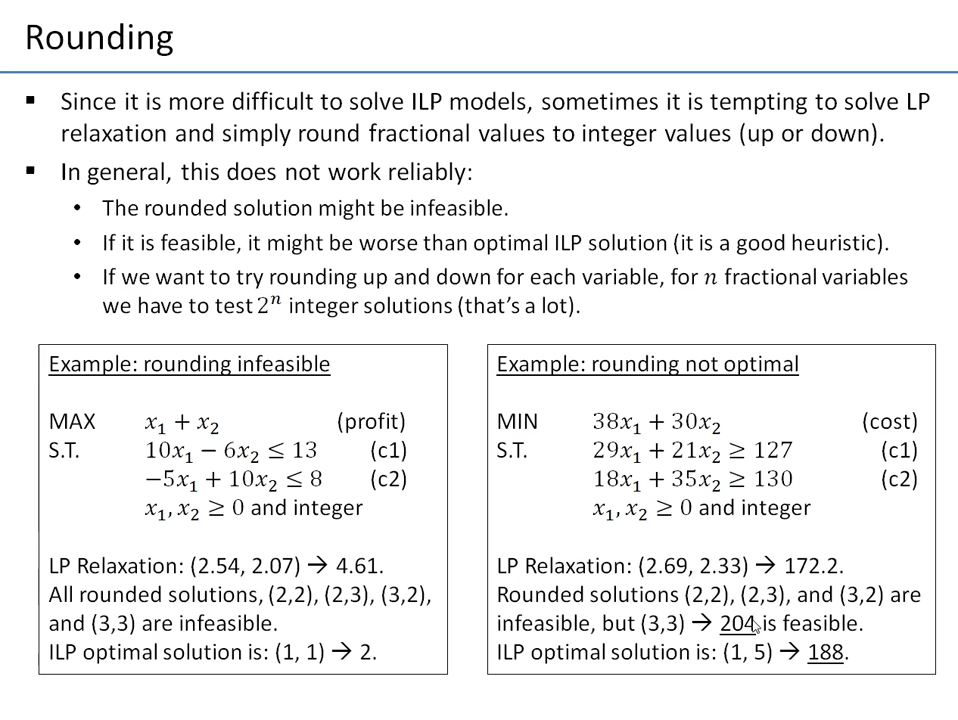 Rounding
▪ Since it is more difficult to solve ILP models, sometimes it is tempting to solve LP
relaxation and simply round fractional values to integer values (up or down).
▪ In general, this does not work reliably:
• The rounded solution might be infeasible.
• If it is feasible, it might be worse than optimal ILP solution (it is a good heuristic).
• If we want to try rounding up and down for each variable, for n fractional variables
we have to test 2ⁿ integer solutions (that's a lot).
Example: rounding infeasible
MAX x₁ + x₂ (profit)
S.T. 10x₁ − 6x₂ ≤ 13 (c1)
−5x₁ + 10x₂ ≤ 8 (c2)
x₁, x₂ ≥ 0 and integer
LP Relaxation: (2.54, 2.07) → 4.61.
All rounded solutions, (2,2), (2,3), (3,2),
and (3,3) are infeasible.
ILP optimal solution is: (1, 1) → 2.
Example: rounding not optimal
MIN 38x₁ + 30x₂ (cost)
S.T. 29x₁ + 21x₂ ≥ 127 (c1)
18x₁ + 35x₂ ≥ 130 (c2)
x₁, x₂ ≥ 0 and integer
LP Relaxation: (2.69, 2.33) → 172.2.
Rounded solutions (2,2), (2,3), and (3,2) are
infeasible, but (3,3) → 204 is feasible.
ILP optimal solution is: (1, 5) → 188.